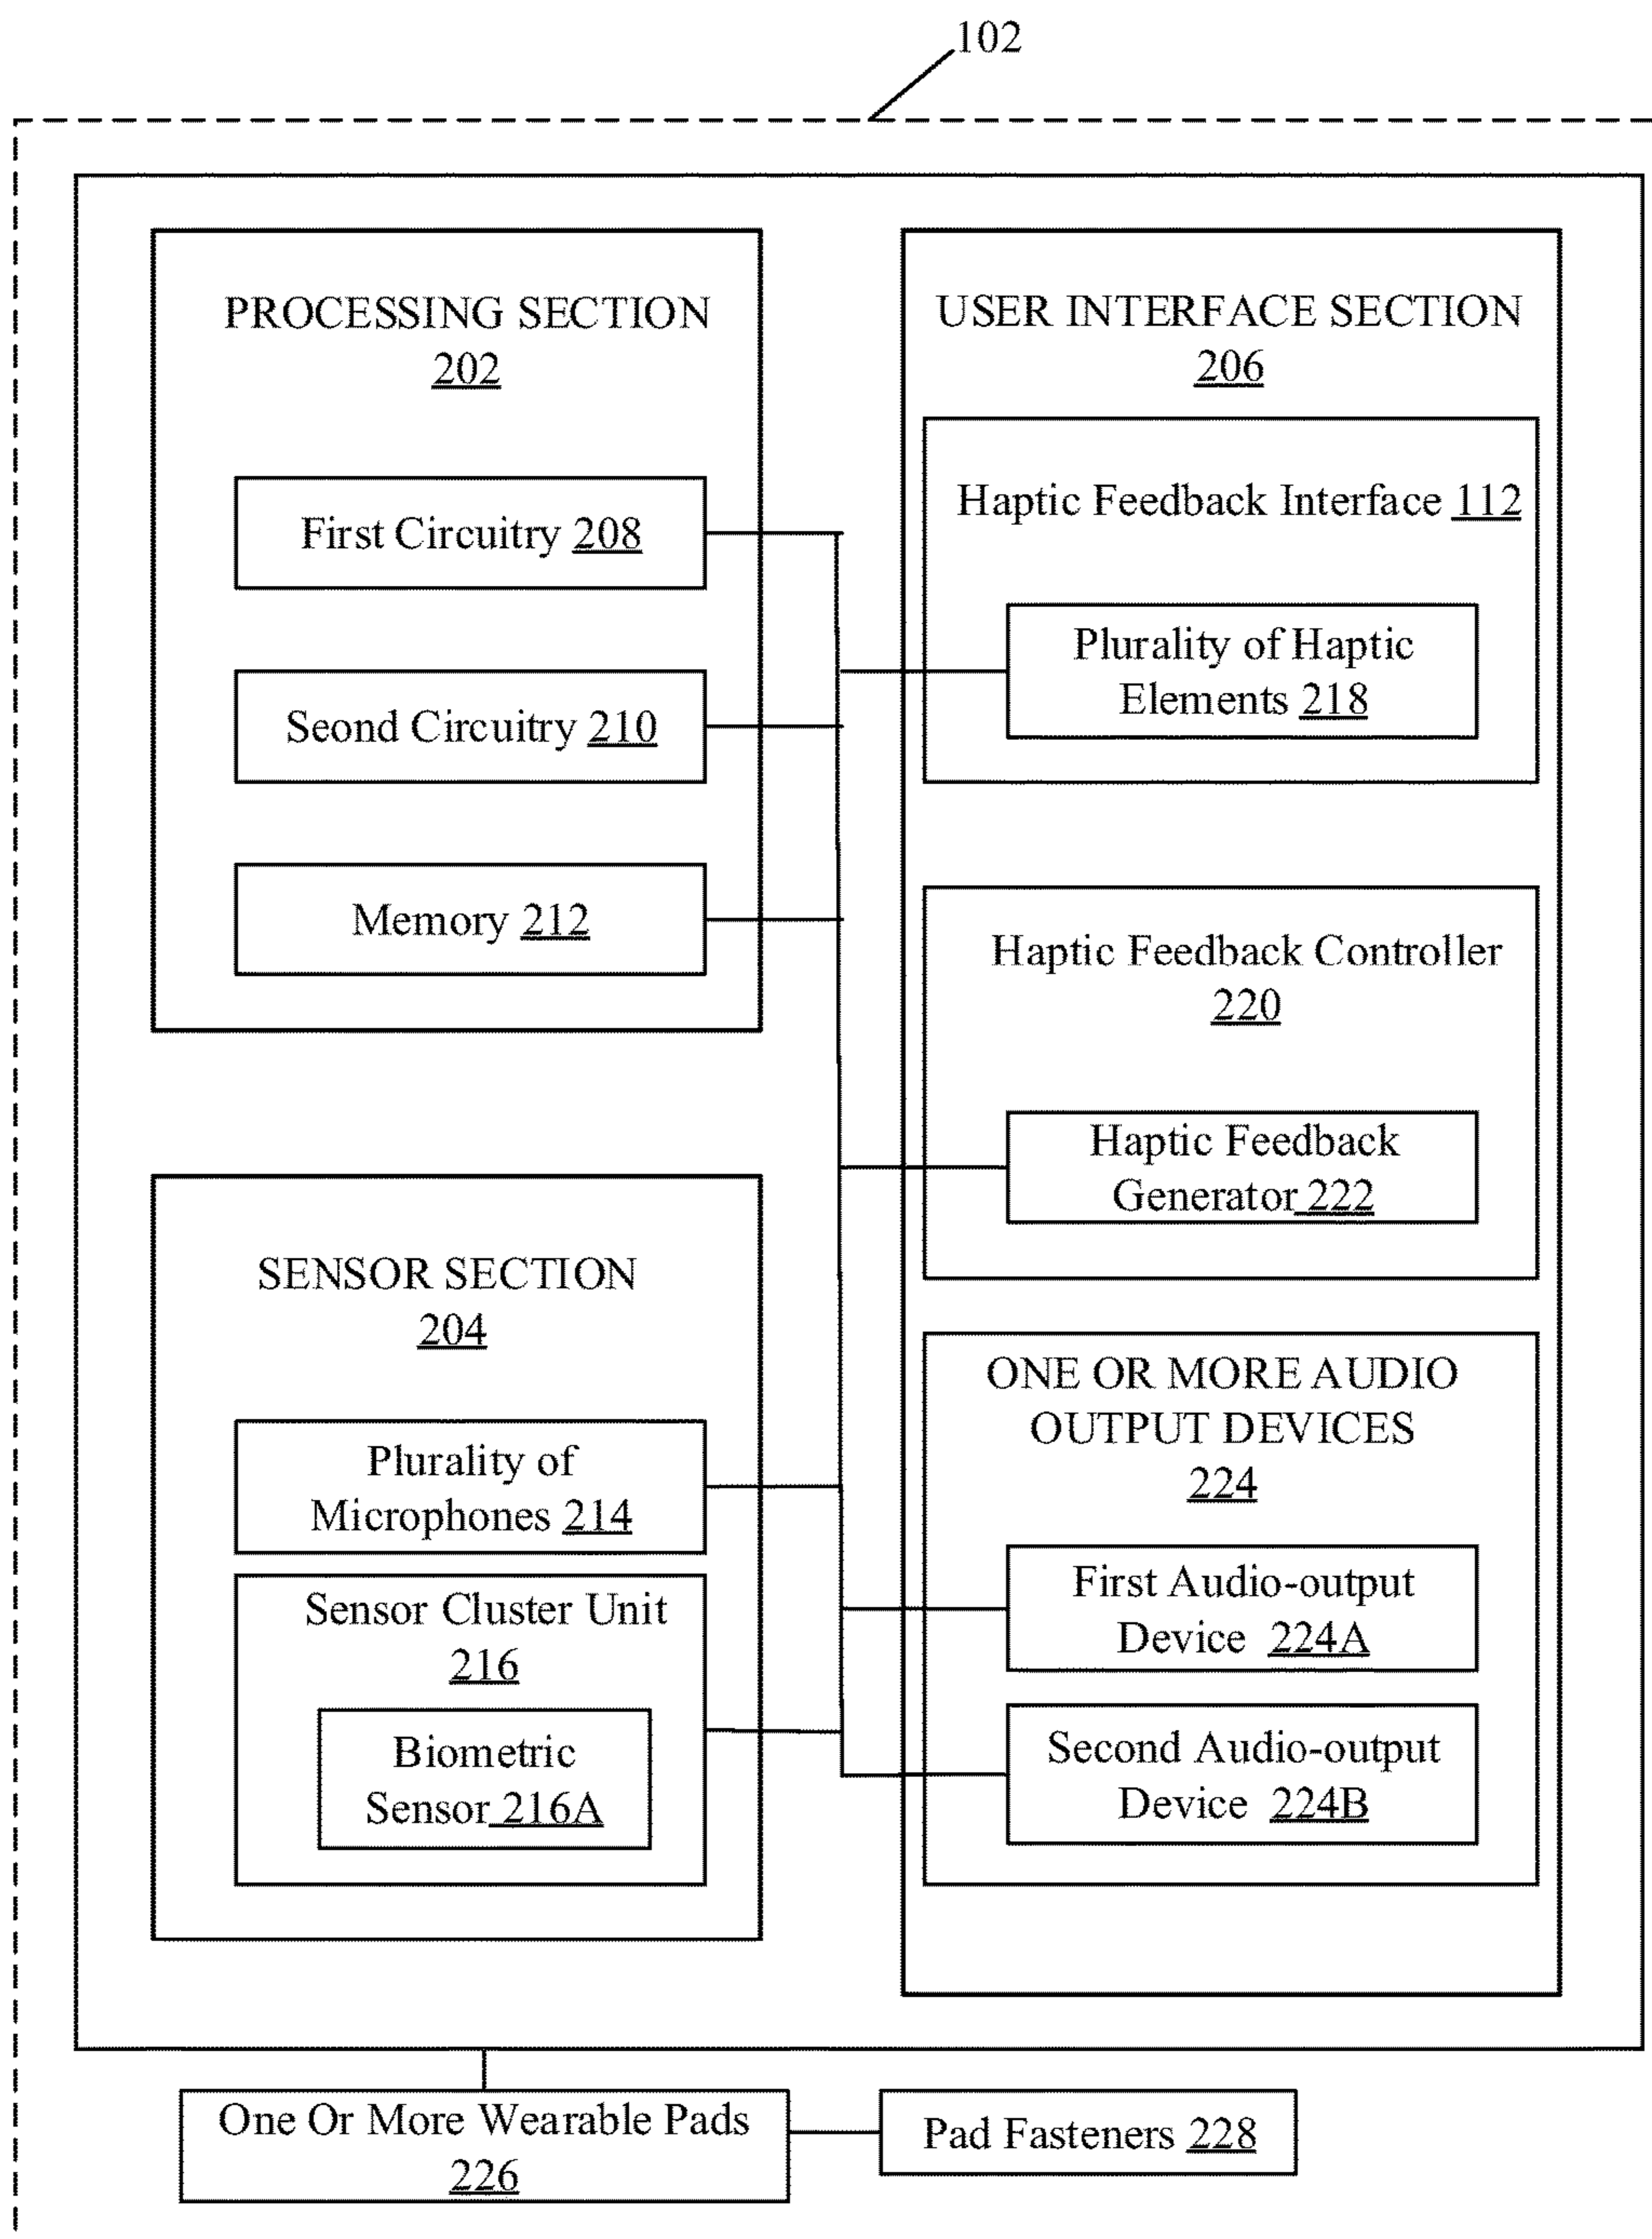 102
PROCESSING SECTION
202
First Circuitry 208
Seond Circuitry 210
Memory 212
SENSOR SECTION
204
Plurality of
Microphones 214
Sensor Cluster Unit
216
Biometric
Sensor 216A
USER INTERFACE SECTION
206
Haptic Feedback Interface 112
Plurality of Haptic
Elements 218
Haptic Feedback Controller
220
Haptic Feedback
Generator 222
ONE OR MORE AUDIO
OUTPUT DEVICES
224
First Audio-output
Device 224A
Second Audio-output
Device 224B
One Or More Wearable Pads
226
Pad Fasteners 228